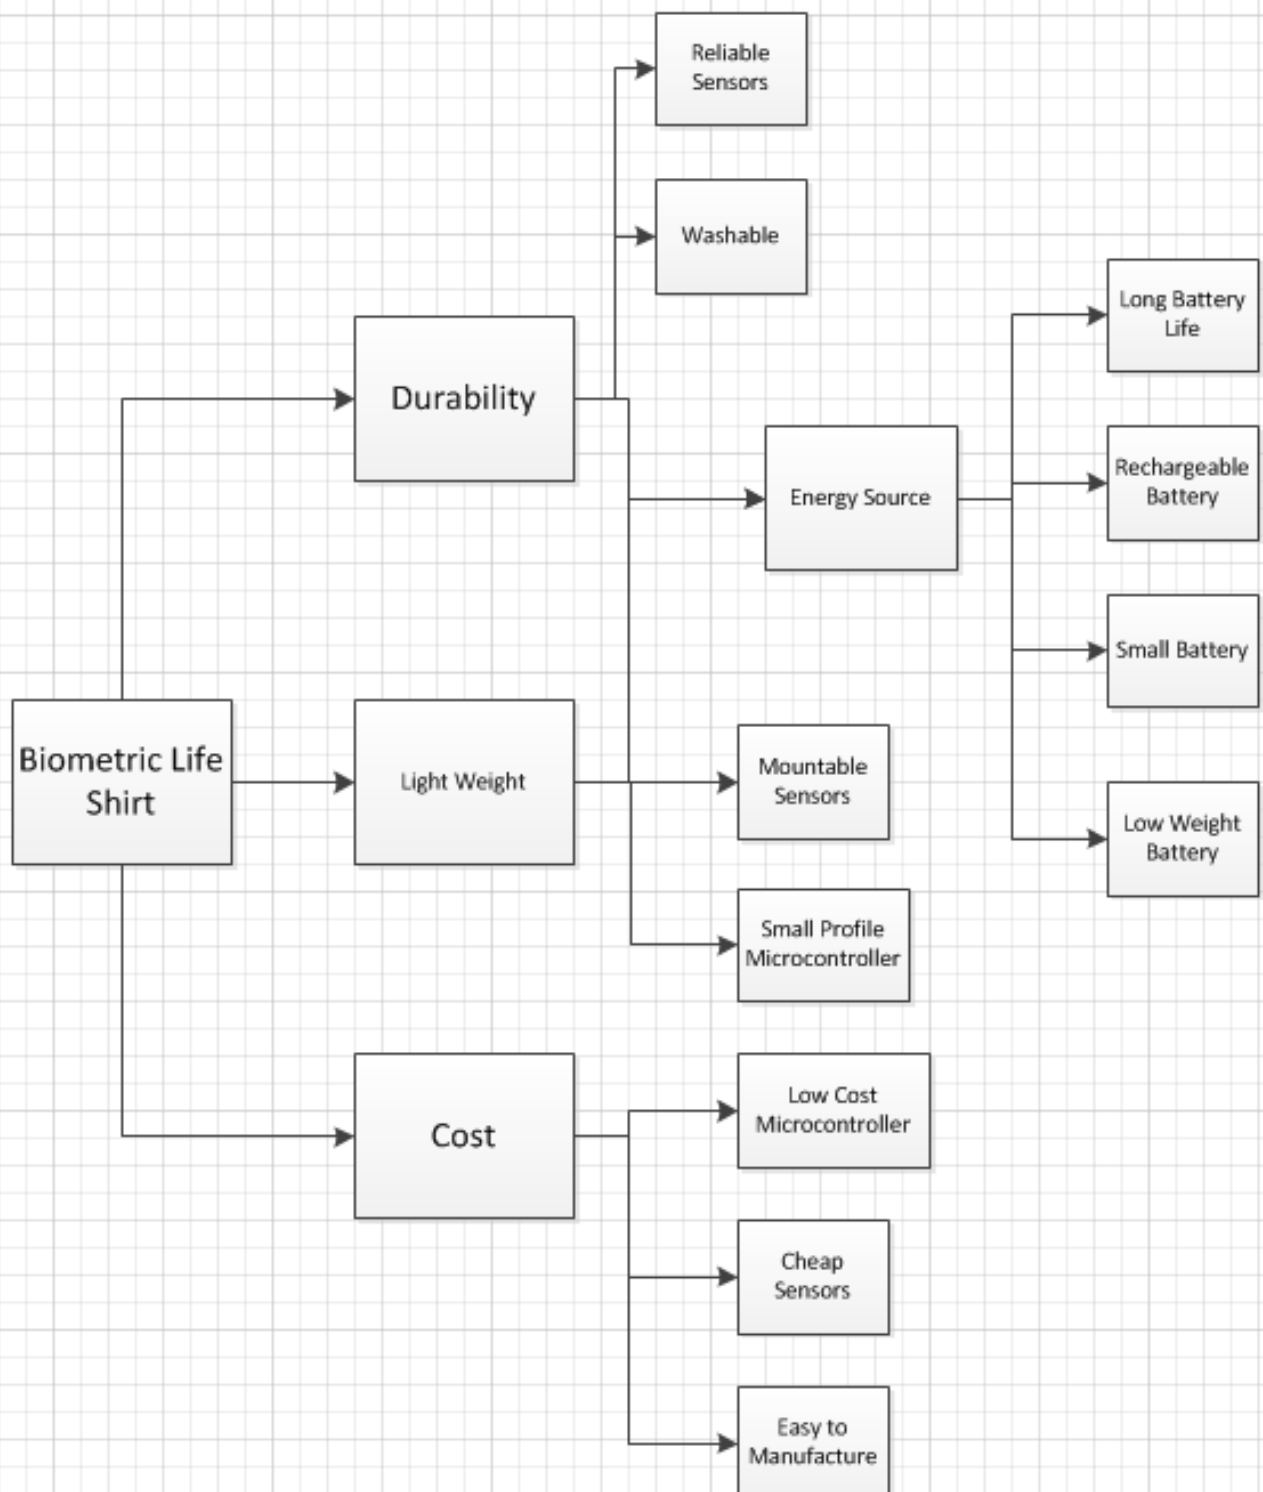 Reliable
Sensors
Washable
Long Battery
Life
Durability
Rechargeable
Battery
Energy Source
Small Battery
Biometric Life
Shirt
Light Weight
Mountable
Sensors
Low Weight
Battery
Small Profile
Microcontroller
Low Cost
Microcontroller
Cost
Cheap
Sensors
Easy to
Manufacture